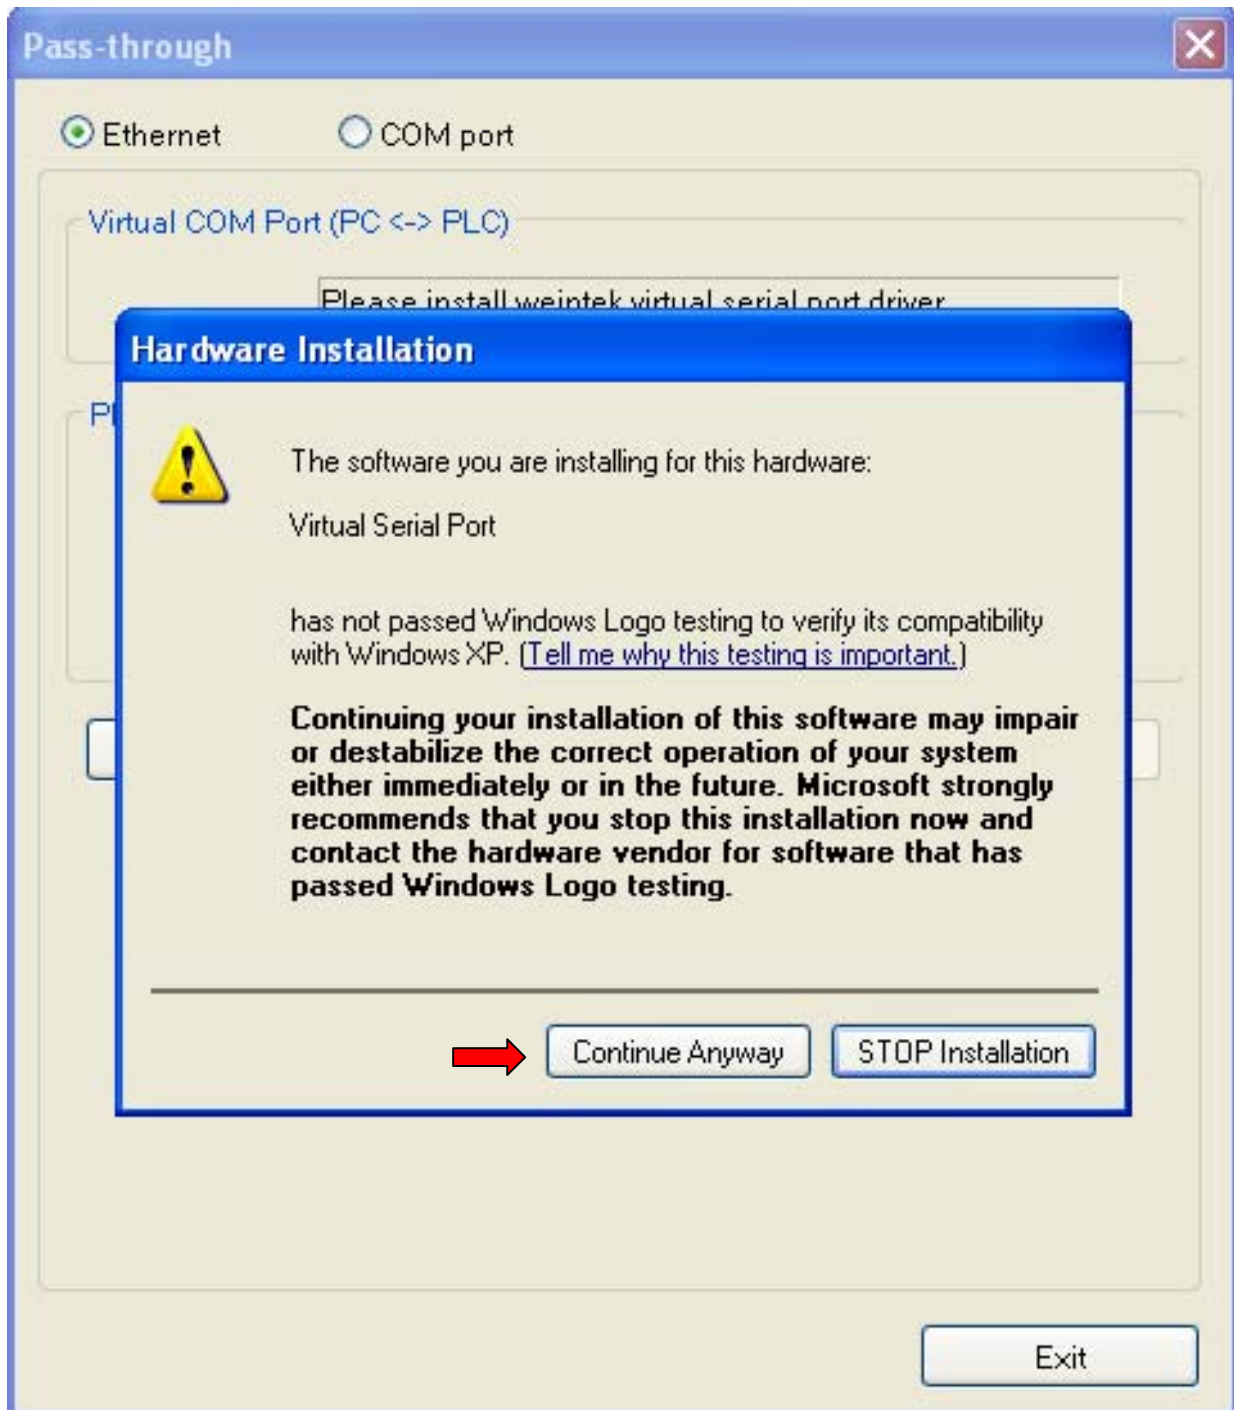 Pass-through
Ethernet
COM port
Virtual COM Port (PC <-> PLC)
Please install weintek virtual serial port driver
Hardware Installation
The software you are installing for this hardware:
Virtual Serial Port
has not passed Windows Logo testing to verify its compatibility
with Windows XP. (Tell me why this testing is important.)
Continuing your installation of this software may impair
or destabilize the correct operation of your system
either immediately or in the future. Microsoft strongly
recommends that you stop this installation now and
contact the hardware vendor for software that has
passed Windows Logo testing.
Continue Anyway
STOP Installation
Exit